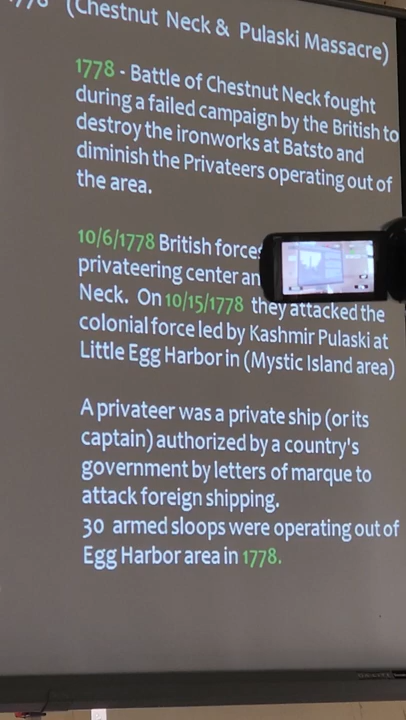 1778 (Chestnut Neck & Pulaski Massacre)
1778 - Battle of Chestnut Neck fought
during a failed campaign by the British to
destroy the ironworks at Batsto and
diminish the Privateers operating out of
the area.
10/6/1778 British force
privateering center an
Neck. On 10/15/1778 they attacked the
colonial force led by Kashmir Pulaski at
Little Egg Harbor in (Mystic Island area)
A privateer was a private ship (or its
captain) authorized by a country's
government by letters of marque to
attack foreign shipping.
30 armed sloops were operating out of
Egg Harbor area in 1778.